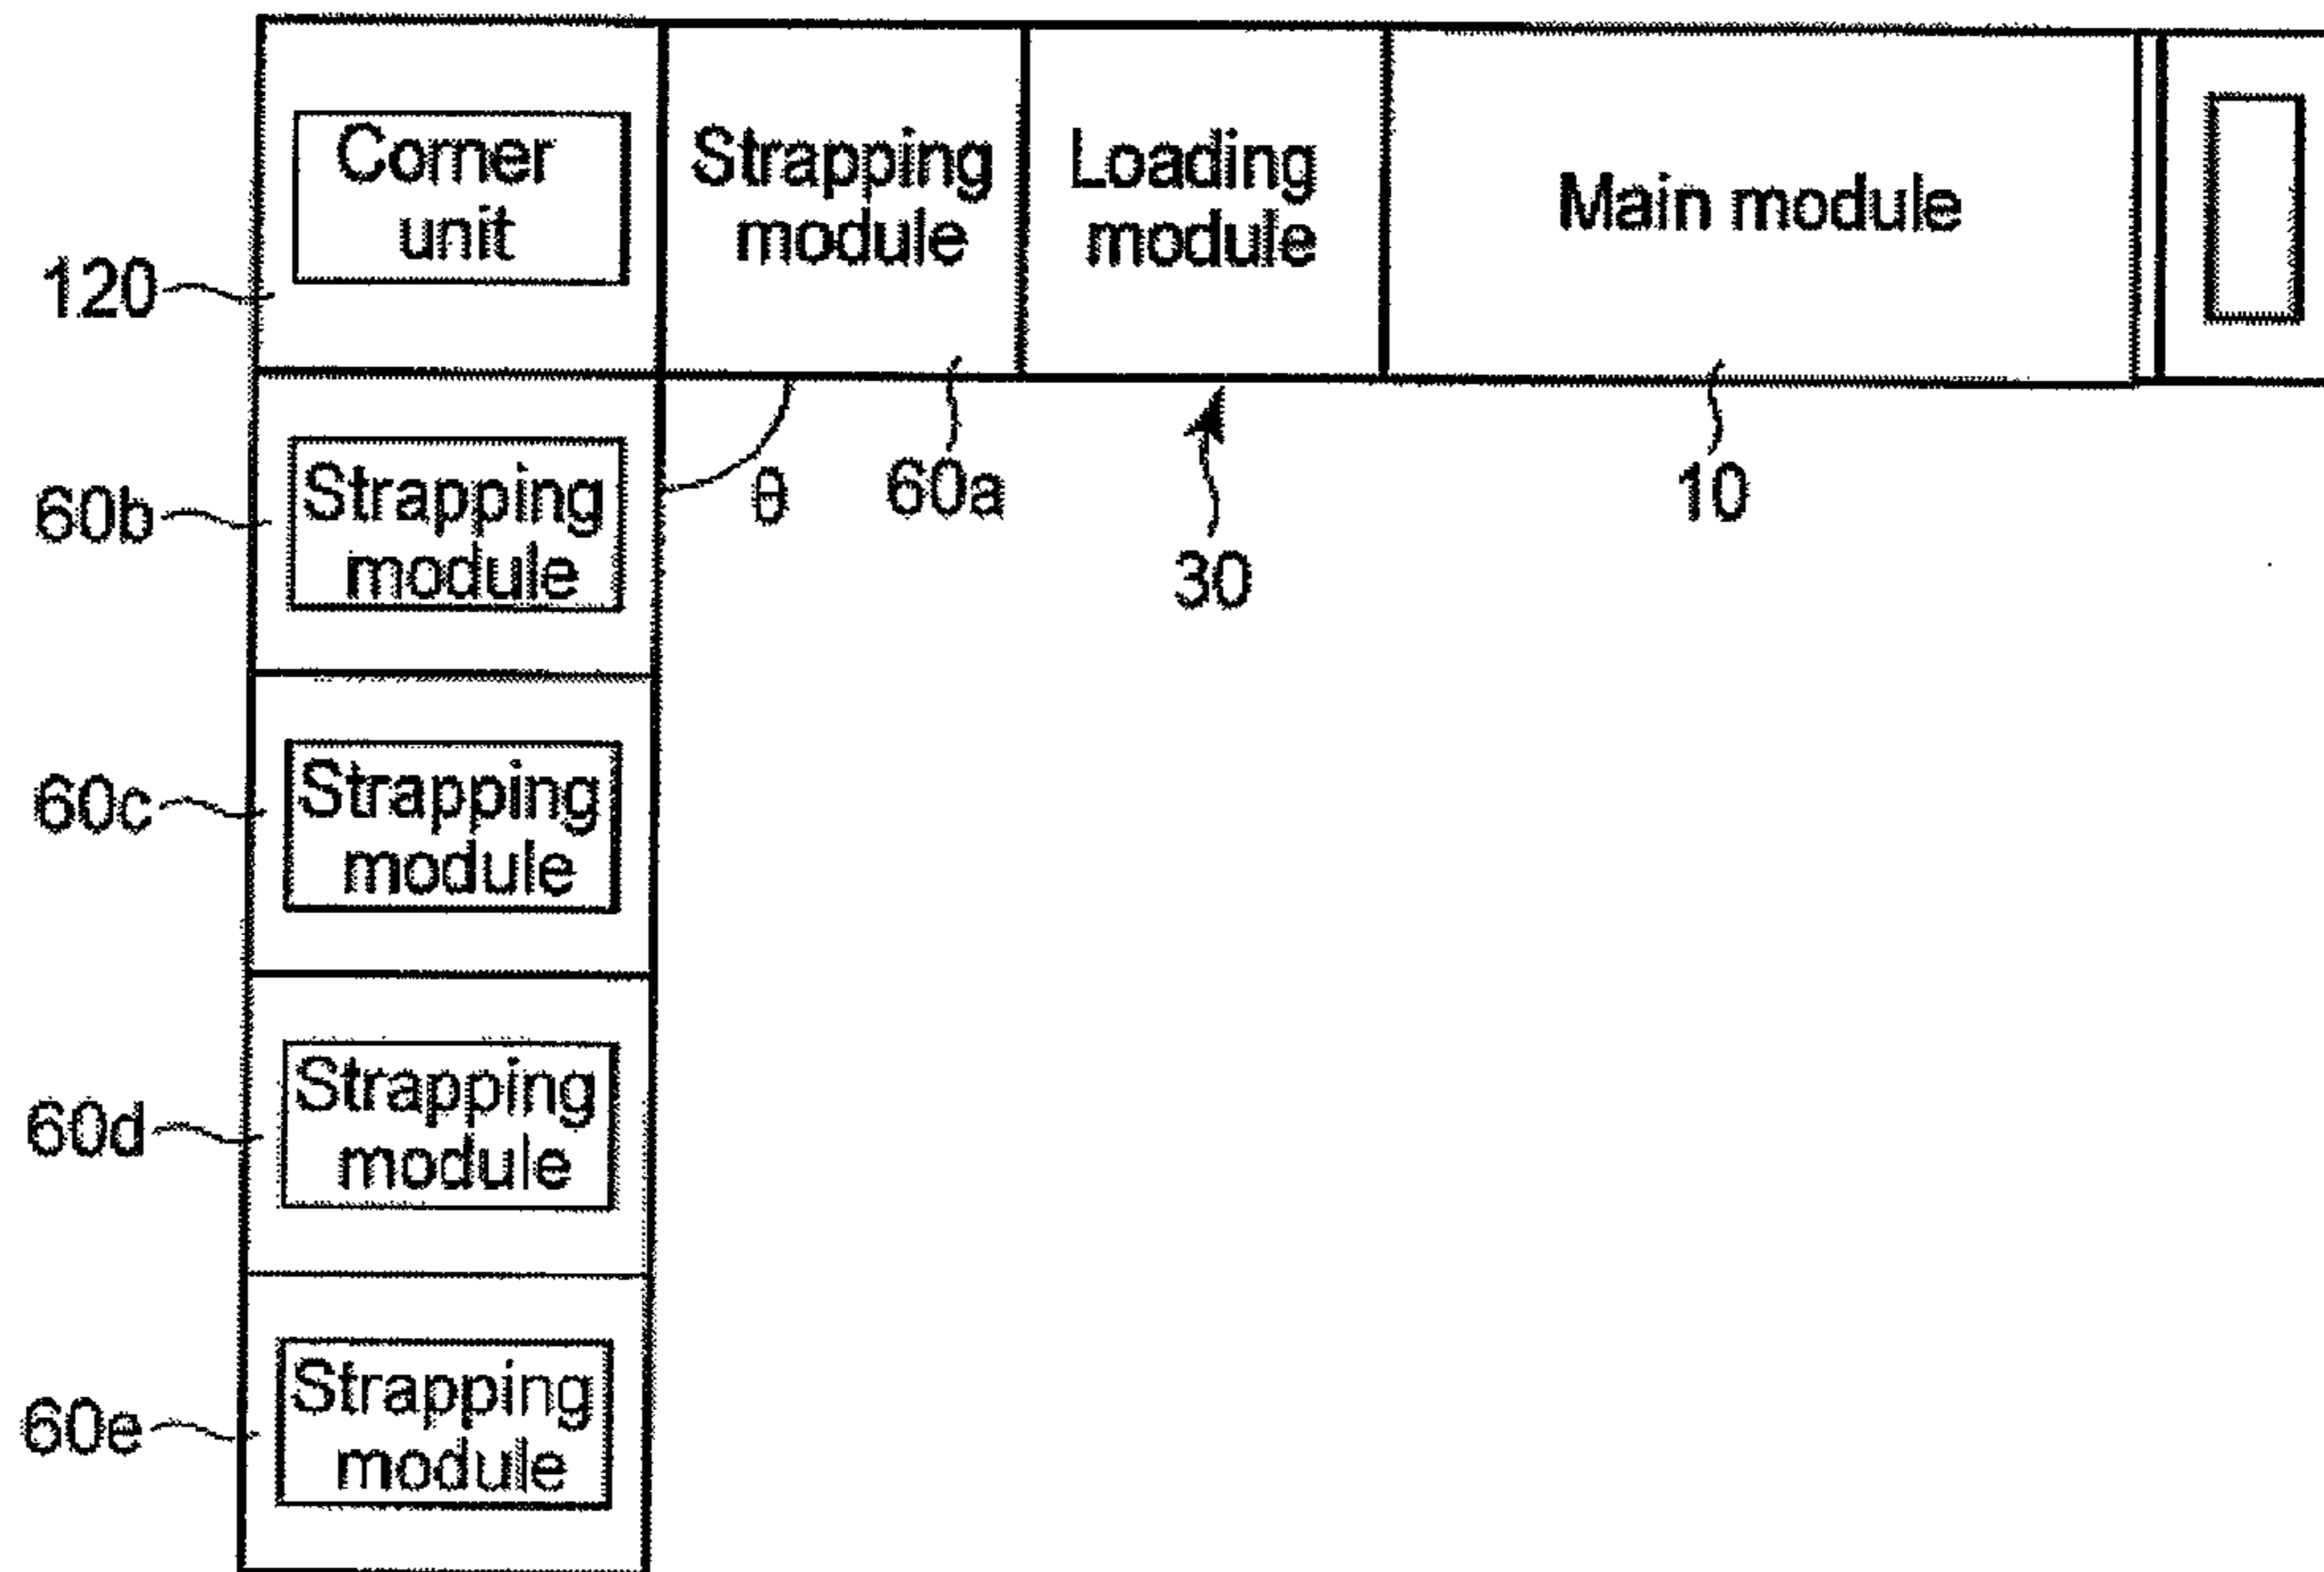 Corner
unit
Strapping
module
Loading
module
Main module
120
60b
Strapping
module
θ
60a
30
10
60c
Strapping
module
60d
Strapping
module
60e
Strapping
module